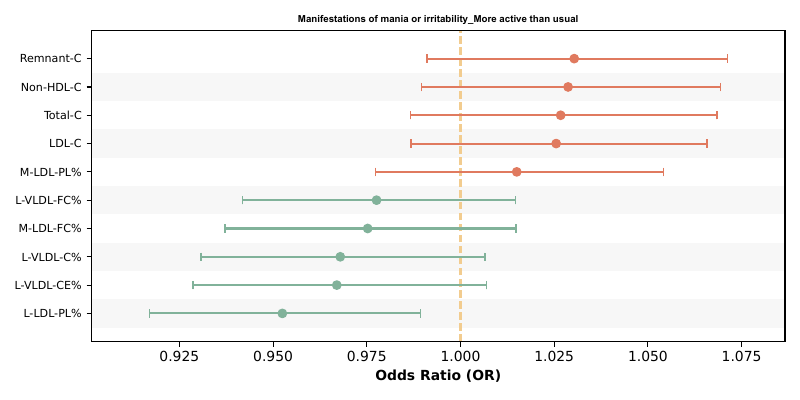 Manifestations of mania or irritability_More active than usual
Remnant-C
Non-HDL-C
Total-C
LDL-C
M-LDL-PL%
L-VLDL-FC%
M-LDL-FC%
L-VLDL-C%
L-VLDL-CE%
L-LDL-PL%
0.925 0.950 0.975 1.000 1.025 1.050 1.075
Odds Ratio (OR)